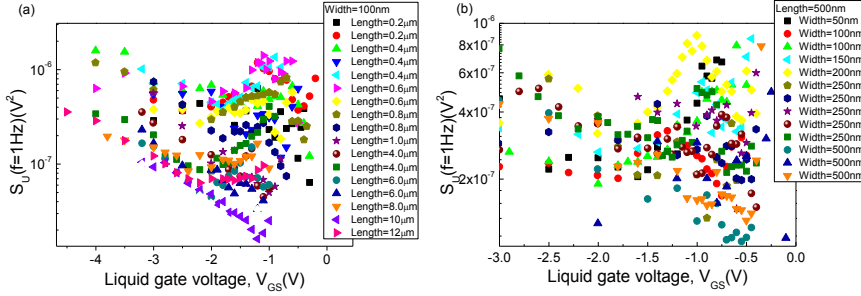 (a)
Width=100nm
Length=0.2μm
Length=0.2μm
Length=0.4μm
Length=0.4μm
Length=0.4μm
Length=0.6μm
Length=0.6μm
Length=0.8μm
Length=0.8μm
Length=1.0μm
Length=4.0μm
Length=4.0μm
Length=6.0μm
Length=6.0μm
Length=8.0μm
Length=10μm
Length=12μm
10⁻⁶
10⁻⁷
S_U(f=1Hz)(V²)
-4 -3 -2 -1 0
Liquid gate voltage, V_GS(V)
(b)
Length=500nm
Width=50nm
Width=100nm
Width=100nm
Width=150nm
Width=200nm
Width=250nm
Width=250nm
Width=250nm
Width=250nm
Width=250nm
Width=500nm
Width=500nm
Width=500nm
10⁻⁶
8x10⁻⁷
6x10⁻⁷
4x10⁻⁷
2x10⁻⁷
S_U(f=1Hz)(V²)
-3.0 -2.5 -2.0 -1.5 -1.0 -0.5 0.0
Liquid gate voltage, V_GS(V)